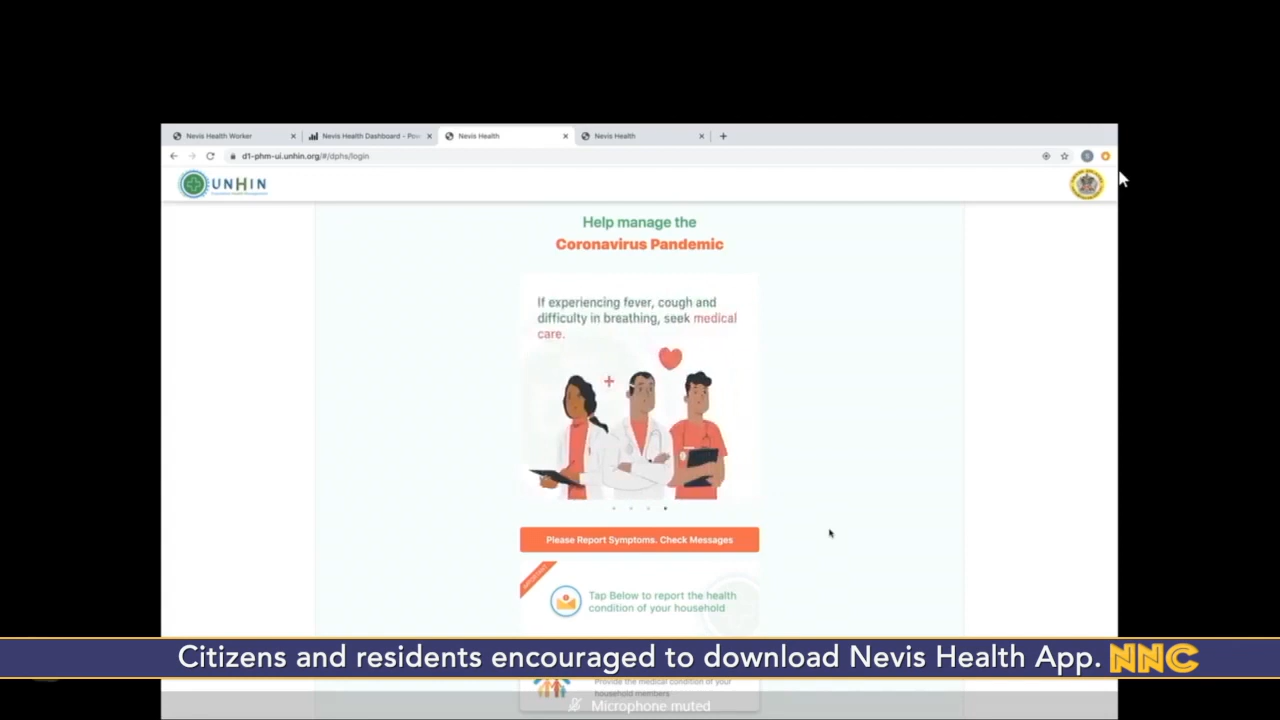 Nevis Health Worker
Nevis Health Dashboard - Pow
Nevis Health
Nevis Health
d1-phm-ui.unhin.org/#/dphs/login
UNHIN
S
Help manage the
Coronavirus Pandemic
If experiencing fever, cough and
difficulty in breathing, seek medical
care.
Please Report Symptoms. Check Messages
Tap Below to report the health
condition of your household
Citizens and residents encouraged to download Nevis Health App. NNC
Provide the medical condition of your
household members
Microphone muted